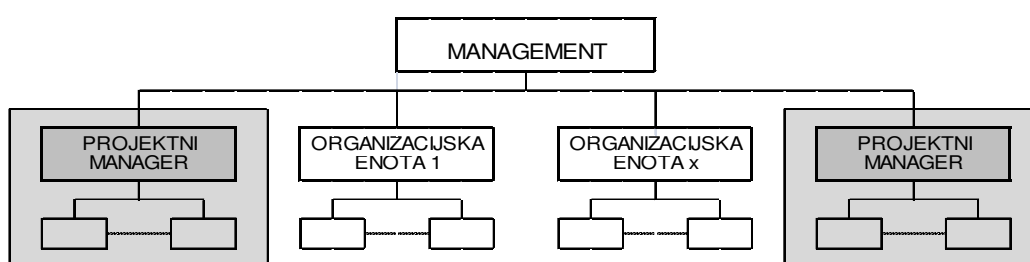 MANAGEMENT
PROJEKTNI
MANAGER
ORGANIZACIJSKA
ENOTA 1
ORGANIZACIJSKA
ENOTA x
PROJEKTNI
MANAGER